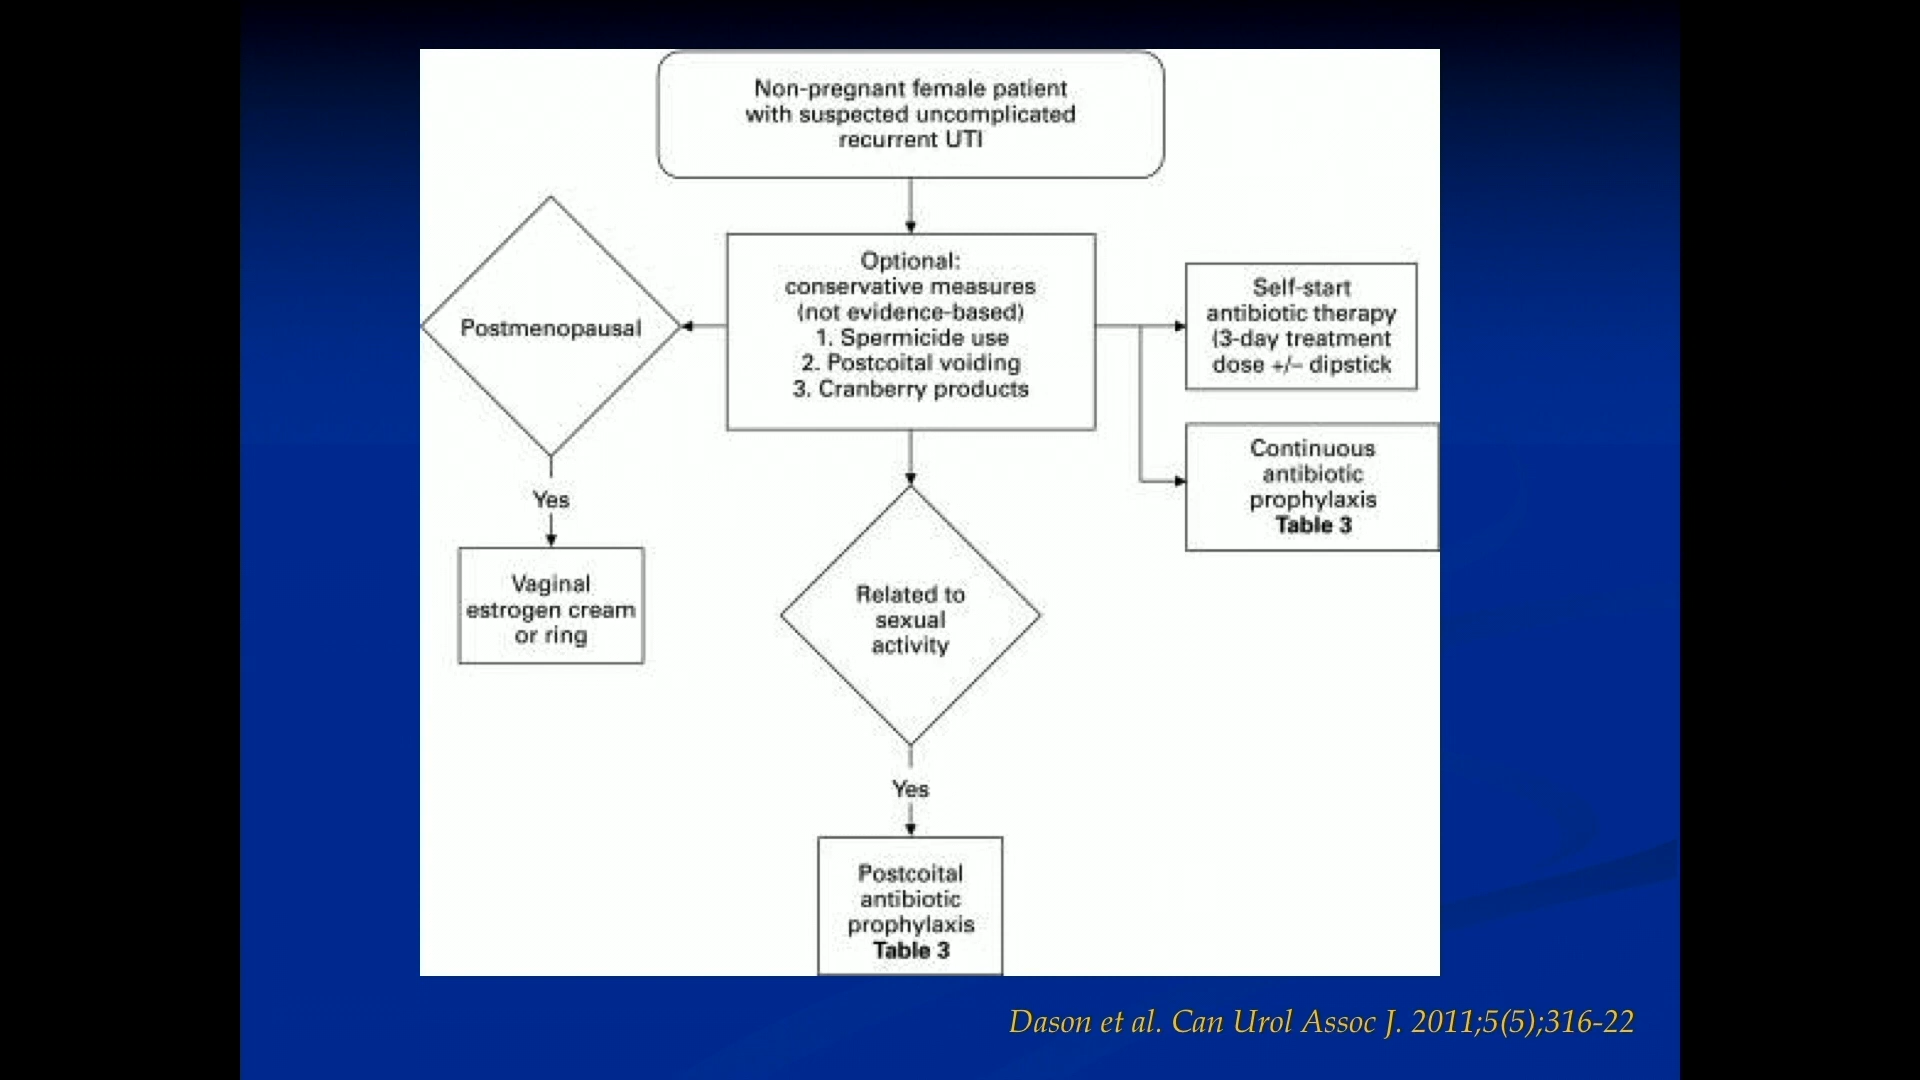 Non-pregnant female patient
with suspected uncomplicated
recurrent UTI
Optional:
conservative measures
(not evidence-based)
1. Spermicide use
2. Postcoital voiding
3. Cranberry products
Postmenopausal
Self-start
antibiotic therapy
(3-day treatment
dose +/− dipstick
Continuous
antibiotic
prophylaxis
Table 3
Yes
Vaginal
estrogen cream
or ring
Related to
sexual
activity
Yes
Postcoital
antibiotic
prophylaxis
Table 3
Dason et al. Can Urol Assoc J. 2011;5(5);316-22